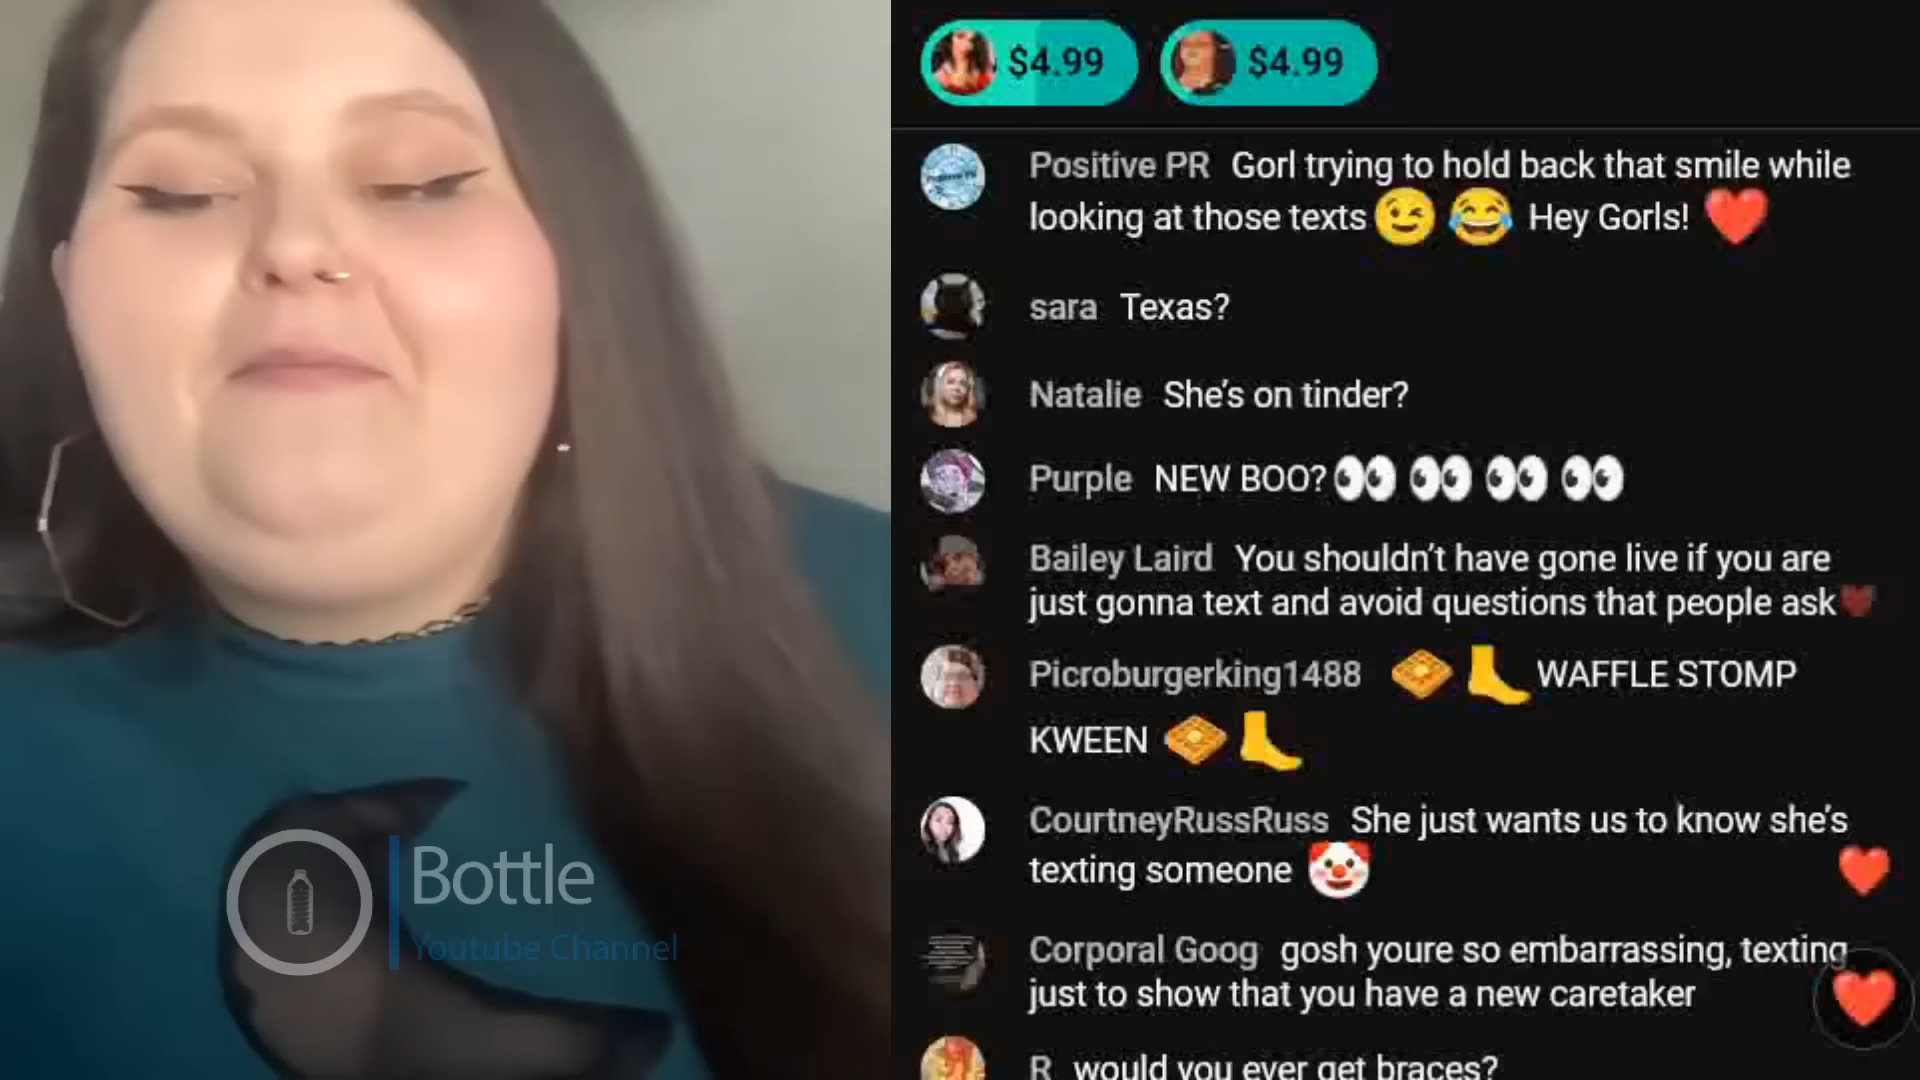 $4.99 $4.99
Positive PR Gorl trying to hold back that smile while
looking at those texts😉 😂 Hey Gorls! ❤️
sara Texas?
Natalie She's on tinder?
Purple NEW BOO?👀 👀 👀 👀
Bailey Laird You shouldn't have gone live if you are
just gonna text and avoid questions that people ask
Picroburgerking1488 🧇 🦶 WAFFLE STOMP
KWEEN 🧇 🦶
CourtneyRussRuss She just wants us to know she's
texting someone 🤡
Corporal Goog gosh youre so embarrassing, texting
just to show that you have a new caretaker
R would you ever get braces?
Bottle
Youtube Channel